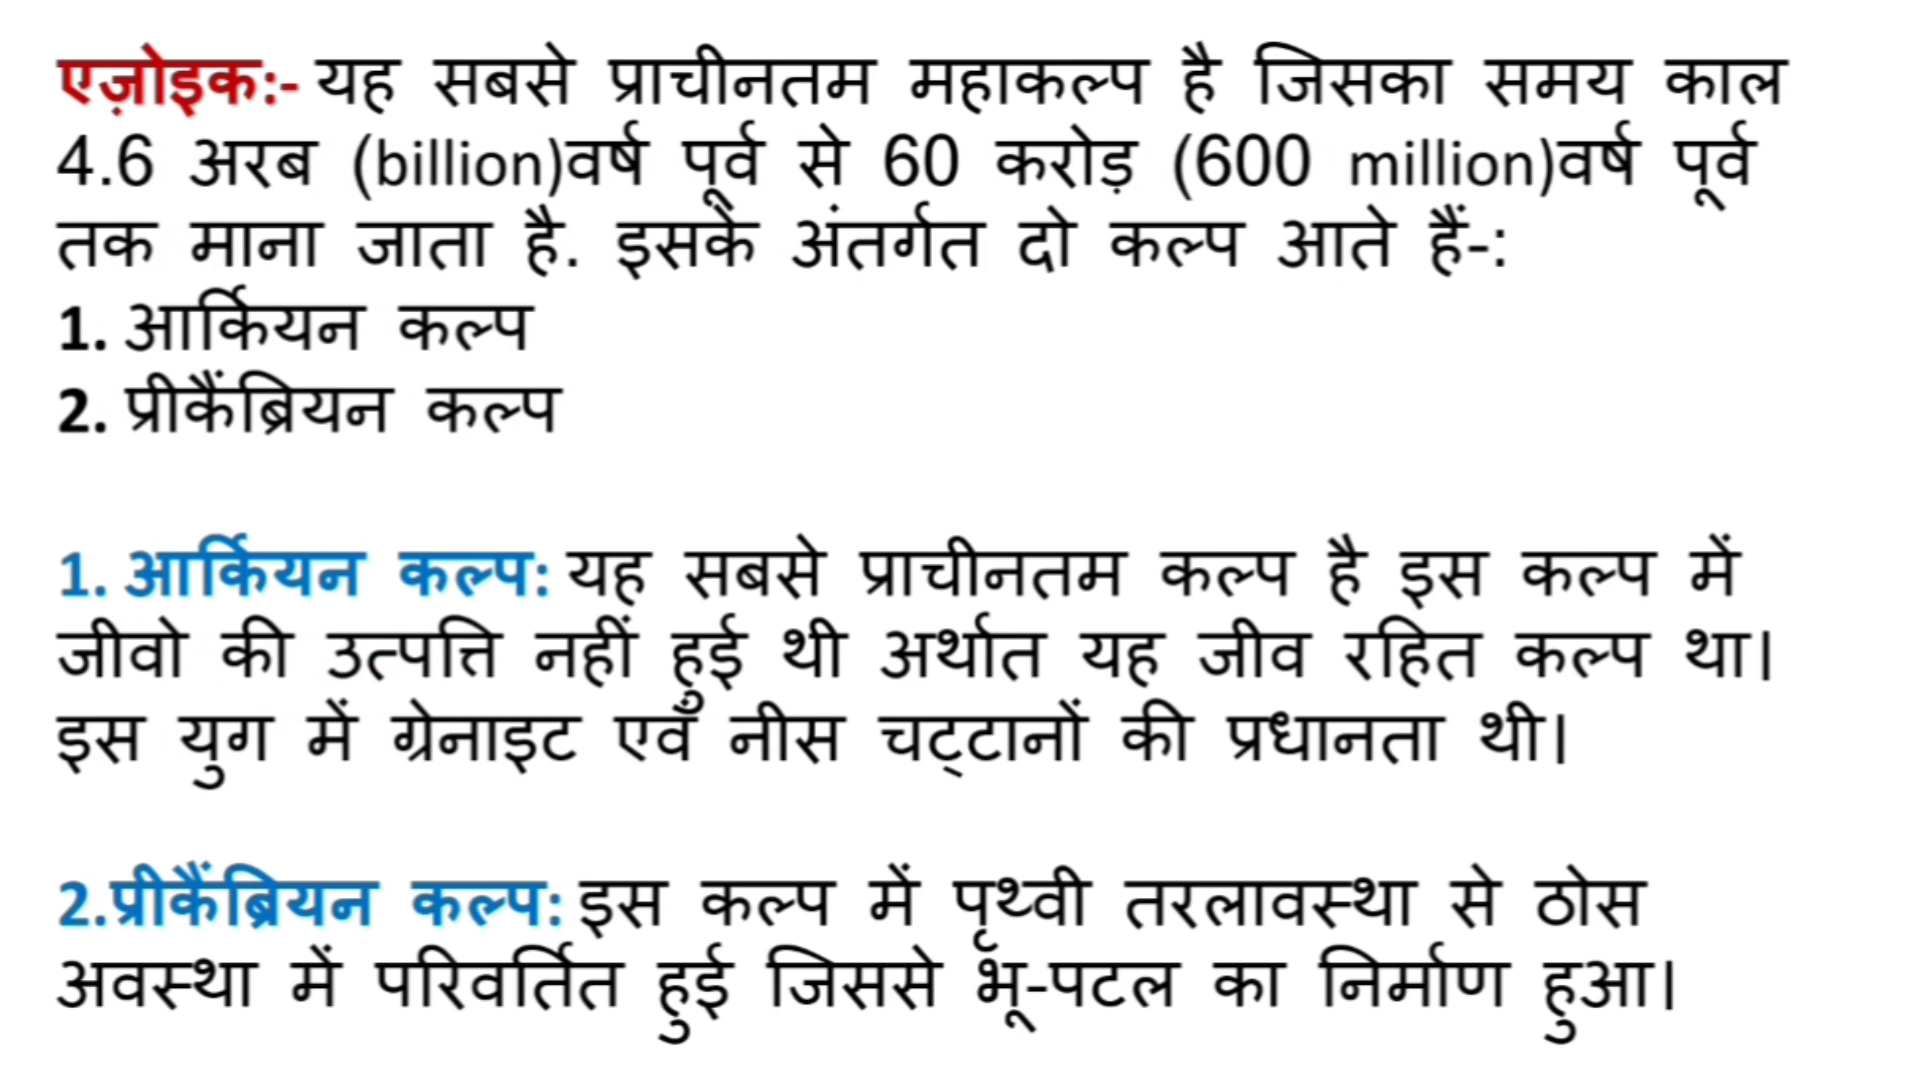 एज़ोइक:- यह सबसे प्राचीनतम महाकल्प है जिसका समय काल
4.6 अरब (billion)वर्ष पूर्व से 60 करोड़ (600 million)वर्ष पूर्व
तक माना जाता है. इसके अंतर्गत दो कल्प आते हैं-:
1. आर्कियन कल्प
2. प्रीकैंब्रियन कल्प
1. आर्कियन कल्प: यह सबसे प्राचीनतम कल्प है इस कल्प में
जीवो की उत्पत्ति नहीं हुई थी अर्थात यह जीव रहित कल्प था।
इस युग में ग्रेनाइट एवं नीस चट्टानों की प्रधानता थी।
2.प्रीकैंब्रियन कल्प: इस कल्प में पृथ्वी तरलावस्था से ठोस
अवस्था में परिवर्तित हुई जिससे भू-पटल का निर्माण हुआ।